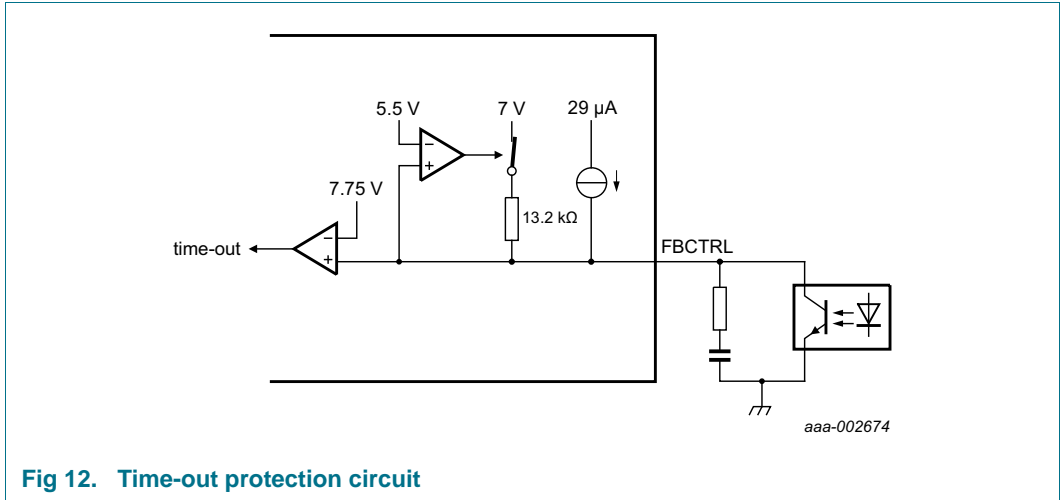 5.5 V
7 V
29 μA
−
+
7.75 V
13.2 kΩ
−
+
time-out
FBCTRL
aaa-002674
Fig 12. Time-out protection circuit